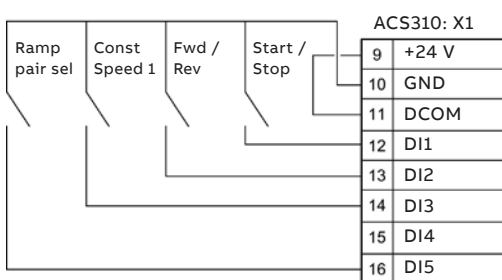 ACS310: X1
Ramp
pair sel
Const
Speed 1
Fwd /
Rev
Start /
Stop
9 +24 V
10 GND
11 DCOM
12 DI1
13 DI2
14 DI3
15 DI4
16 DI5